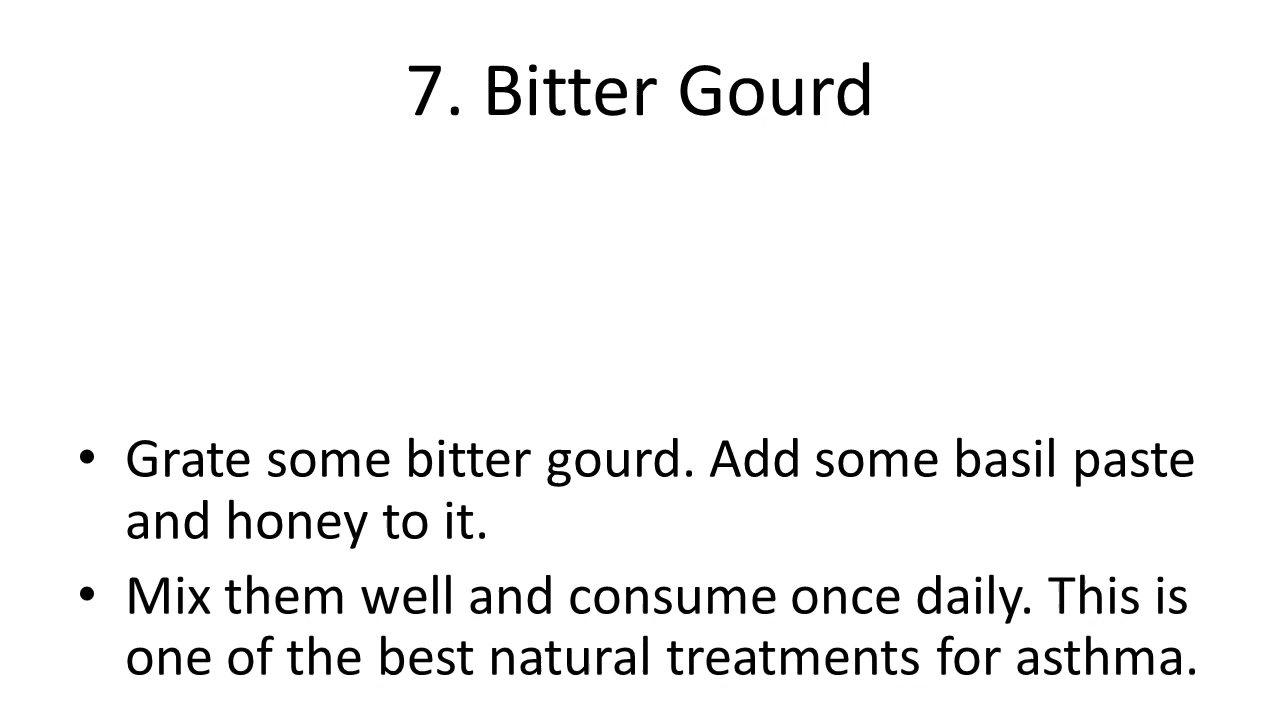 7. Bitter Gourd
• Grate some bitter gourd. Add some basil paste
and honey to it.
• Mix them well and consume once daily. This is
one of the best natural treatments for asthma.